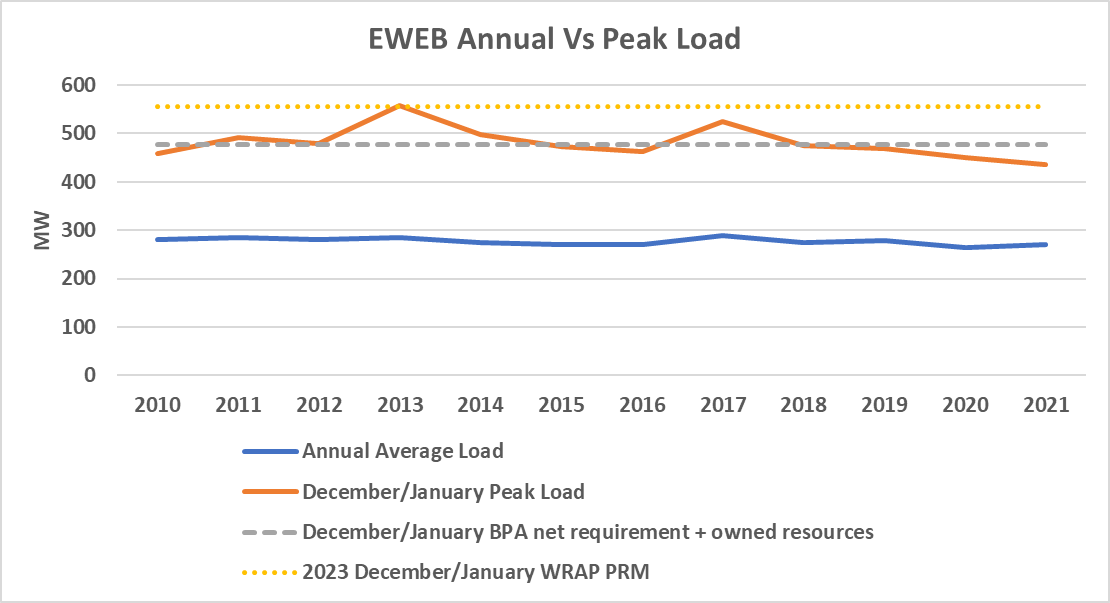 EWEB Annual Vs Peak Load
600
500
400
300
200
100
0
MW
2010 2011 2012 2013 2014 2015 2016 2017 2018 2019 2020 2021
Annual Average Load
December/January Peak Load
December/January BPA net requirement + owned resources
2023 December/January WRAP PRM